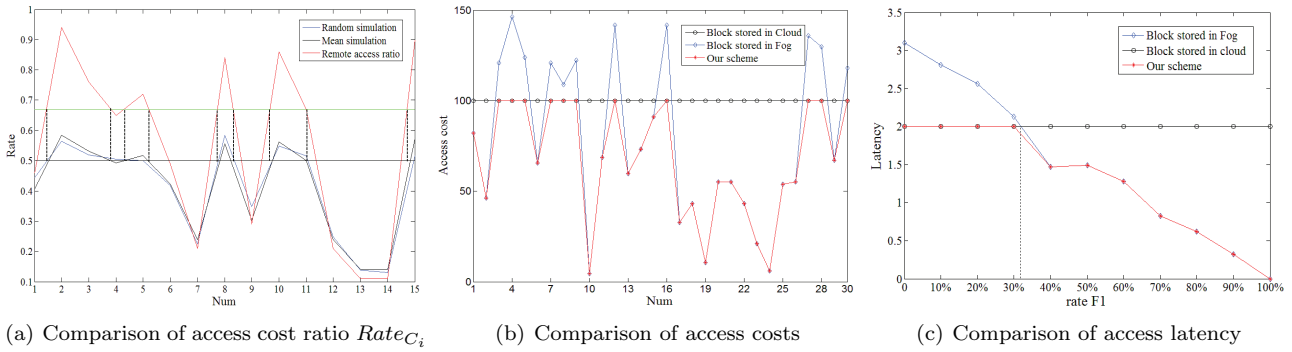 1
0.9
0.8
0.7
0.6
0.5
0.4
0.3
0.2
0.1
Rate
1 2 3 4 5 6 7 8 9 10 11 12 13 14 15
Num
Random simulation
Mean simulation
Remote access ratio
(a) Comparison of access cost ratio Rate_{C_i}
150
100
50
0
Access cost
1 4 7 10 13 16 19 22 25 28 30
Num
Block stored in Cloud
Block stored in Fog
Our scheme
(b) Comparison of access costs
3.5
3
2.5
2
1.5
1
0.5
0
Latency
0 10% 20% 30% 40% 50% 60% 70% 80% 90% 100%
rate F1
Block stored in Fog
Block stored in cloud
Our scheme
(c) Comparison of access latency